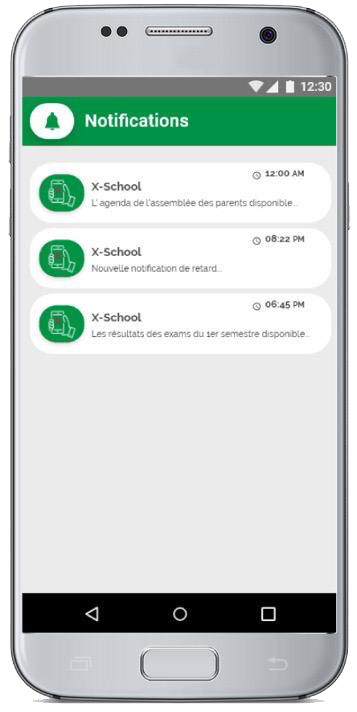 12:30
Notifications
12:00 AM
X-School
L' agenda de l'assemblée des parents disponible...
08:22 PM
X-School
Nouvelle notification de retard...
06:45 PM
X-School
Les résultats des exams du 1er semestre disponible...